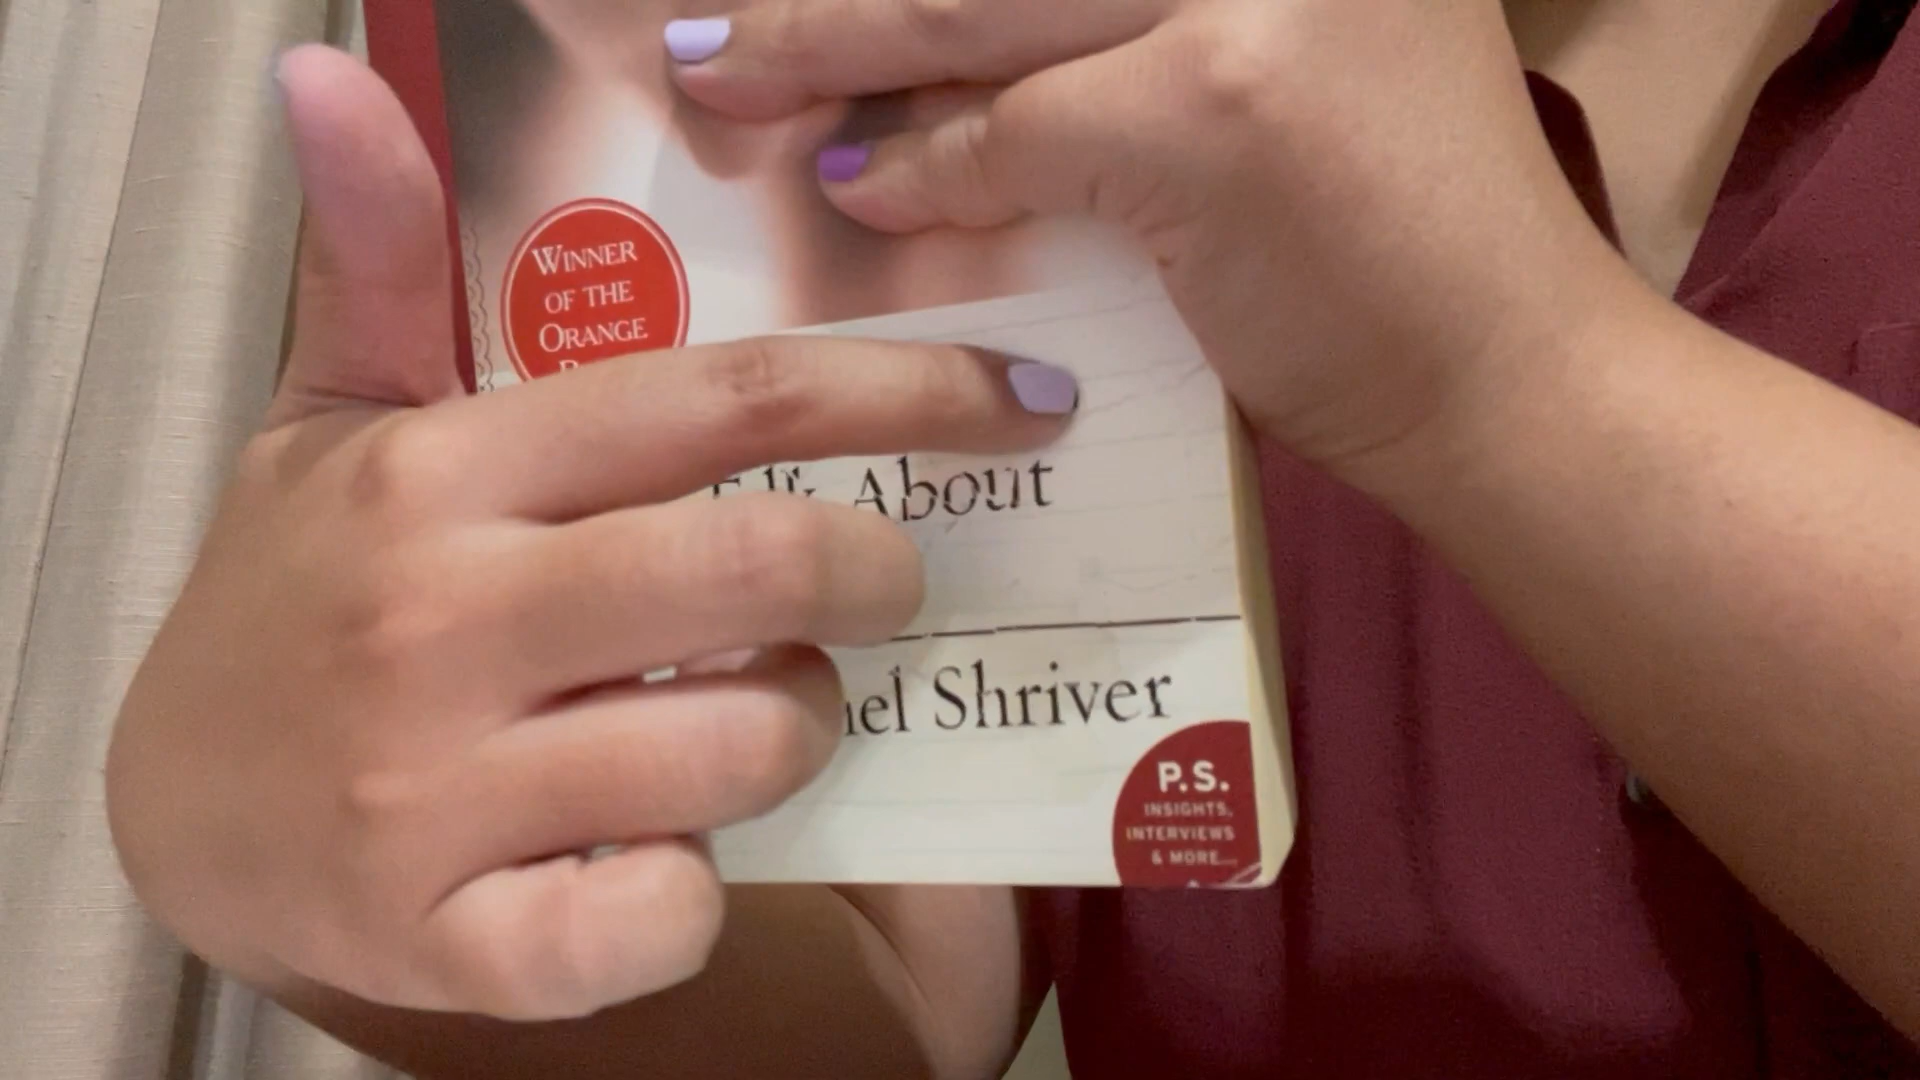 WINNER
OF THE
ORANGE
About
Shriver
P.S.
INSIGHTS,
INTERVIEWS
& MORE...